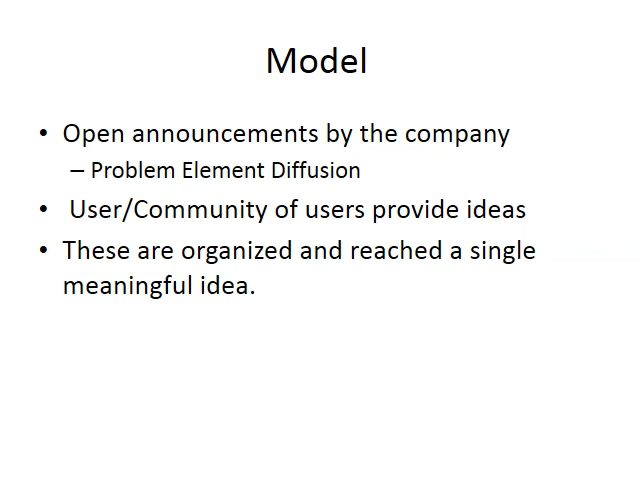 Model
• Open announcements by the company
– Problem Element Diffusion
• User/Community of users provide ideas
• These are organized and reached a single
meaningful idea.